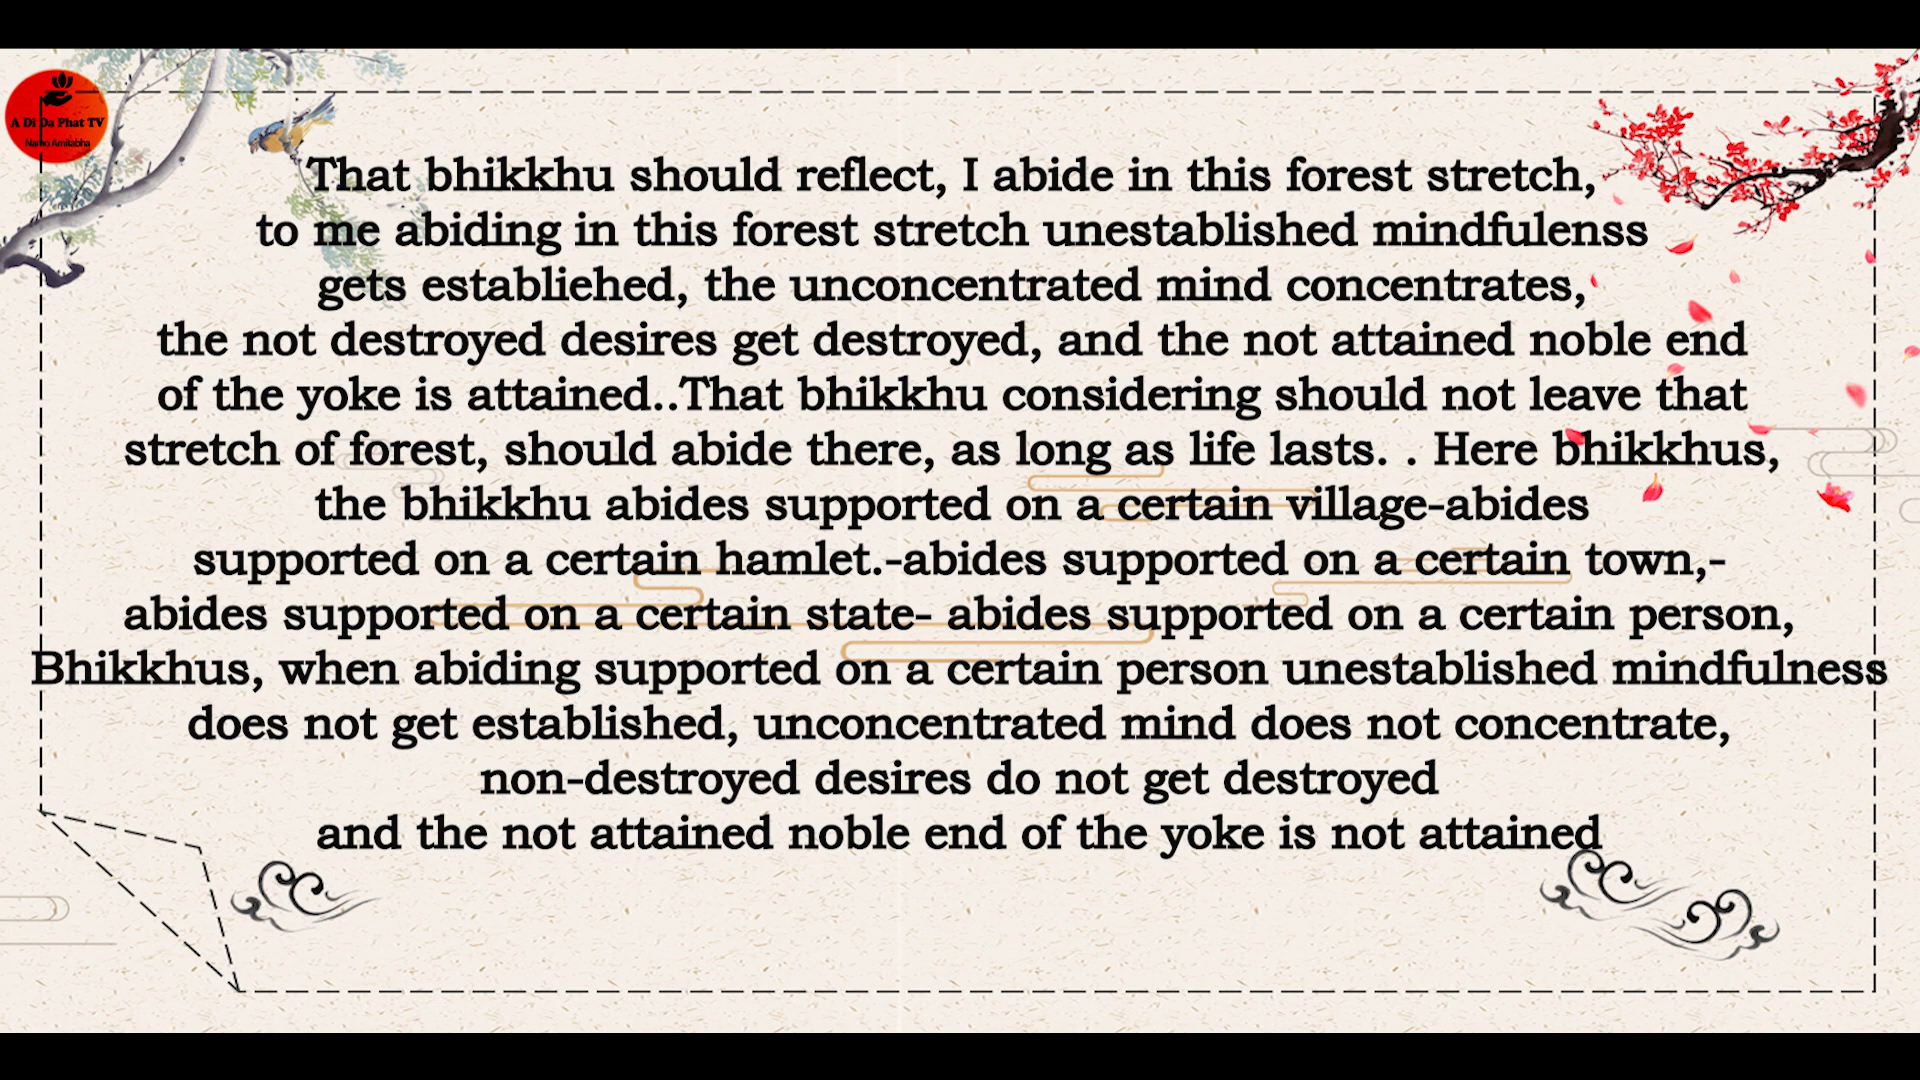 A Di Da Phat TV
Namo Amitabha
That bhikkhu should reflect, I abide in this forest stretch,
to me abiding in this forest stretch unestablished mindfulenss
gets establiehed, the unconcentrated mind concentrates,
the not destroyed desires get destroyed, and the not attained noble end
of the yoke is attained..That bhikkhu considering should not leave that
stretch of forest, should abide there, as long as life lasts. . Here bhikkhus,
the bhikkhu abides supported on a certain village-abides
supported on a certain hamlet.-abides supported on a certain town,-
abides supported on a certain state- abides supported on a certain person,
Bhikkhus, when abiding supported on a certain person unestablished mindfulness
does not get established, unconcentrated mind does not concentrate,
non-destroyed desires do not get destroyed
and the not attained noble end of the yoke is not attained